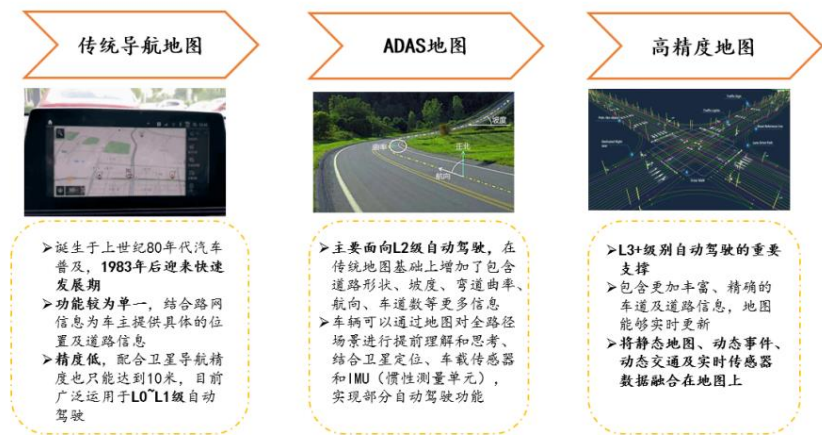 传统导航地图
ADAS地图
高精度地图
坡度
曲率
正北
航向
➢诞生于上世纪80年代汽车
普及，1983年后迎来快速
发展期
➢功能较为单一，结合路网
信息为车主提供具体的位
置及道路信息
➢精度低，配合卫星导航精
度也只能达到10米，目前
广泛运用于L0~L1级自动
驾驶
➢主要面向L2级自动驾驶，在
传统地图基础上增加了包含
道路形状、坡度、弯道曲率、
航向、车道数等更多信息
➢车辆可以通过地图对全路径
场景进行提前理解和思考、
结合卫星定位、车载传感器
和IMU（惯性测量单元），
实现部分自动驾驶功能
➢L3+级别自动驾驶的重要
支撑
➢包含更加丰富、精确的
车道及道路信息，地图
能够实时更新
➢将静态地图、动态事件、
动态交通及实时传感器
数据融合在地图上